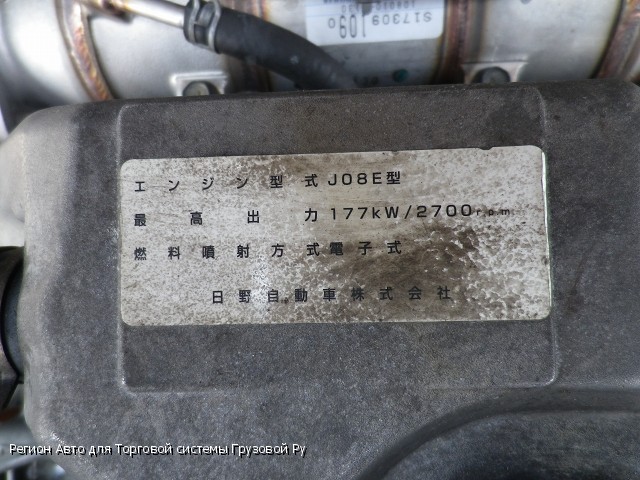 S17309
109D
エンジン型式J08E型
最高出力177kW/2700r.p.m
燃料噴射方式電子式
日野自動車株式会社
Регион Авто для Торговой системы Грузовой Ру